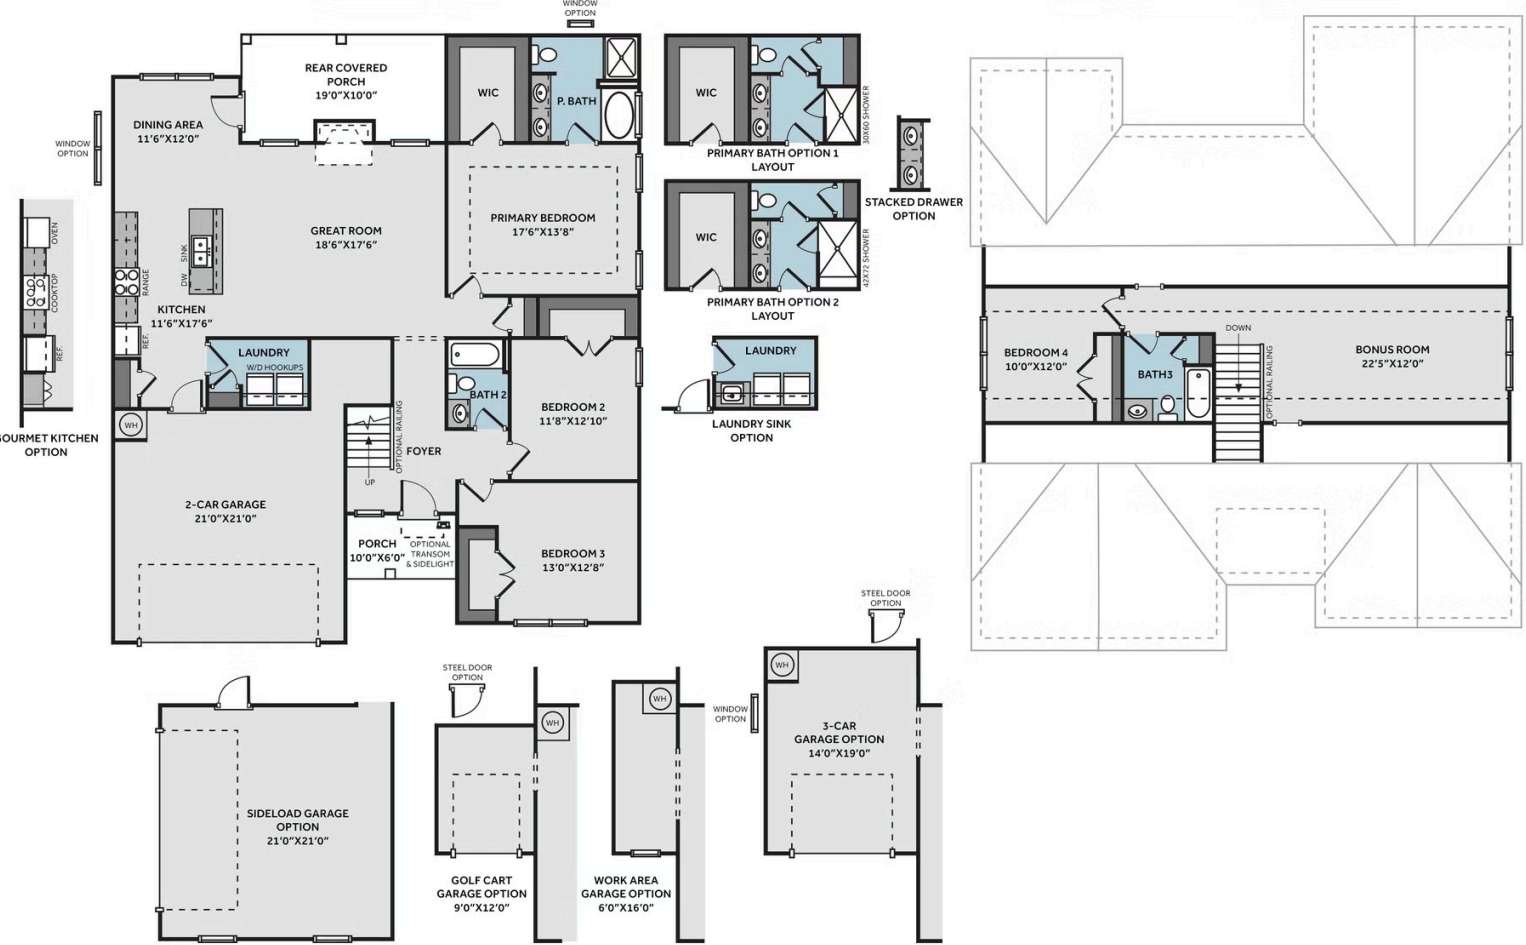 WINDOW
OPTION
REAR COVERED
PORCH
19'0"X10'0"
WIC
P. BATH
DINING AREA
11'6"X12'0"
WINDOW
OPTION
GREAT ROOM
18'6"X17'6"
PRIMARY BEDROOM
17'6"X13'8"
SINK
DW
RANGE
REF.
KITCHEN
11'6"X17'6"
LAUNDRY
W/D HOOKUPS
WH
BATH 2
BEDROOM 2
11'8"X12'10"
OPTIONAL RAILING
FOYER
UP
2-CAR GARAGE
21'0"X21'0"
PORCH
10'0"X6'0"
OPTIONAL
TRANSOM
& SIDELIGHT
BEDROOM 3
13'0"X12'8"
OVEN
COOKTOP
REF.
GOURMET KITCHEN
OPTION
WIC
30X60 SHOWER
PRIMARY BATH OPTION 1
LAYOUT
WIC
42X72 SHOWER
PRIMARY BATH OPTION 2
LAYOUT
STACKED DRAWER
OPTION
LAUNDRY
LAUNDRY SINK
OPTION
BEDROOM 4
10'0"X12'0"
BATH3
DOWN
OPTIONAL RAILING
BONUS ROOM
22'5"X12'0"
SIDELOAD GARAGE
OPTION
21'0"X21'0"
STEEL DOOR
OPTION
WH
GOLF CART
GARAGE OPTION
9'0"X12'0"
WH
WORK AREA
GARAGE OPTION
6'0"X16'0"
STEEL DOOR
OPTION
WH
WINDOW
OPTION
3-CAR
GARAGE OPTION
14'0"X19'0"